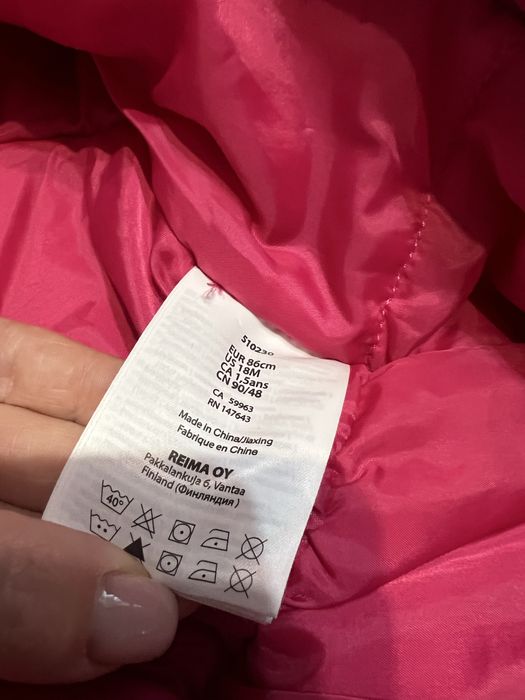 EUR 86cm
US 18M
CA 1,5ans
CN 90/48
CA 59963
RN 147643
Made in China/Jiaxing
Fabriqué en Chine
REIMA OY
Pakkalankuja 6, Vantaa
Finland (Финляндия)
40°